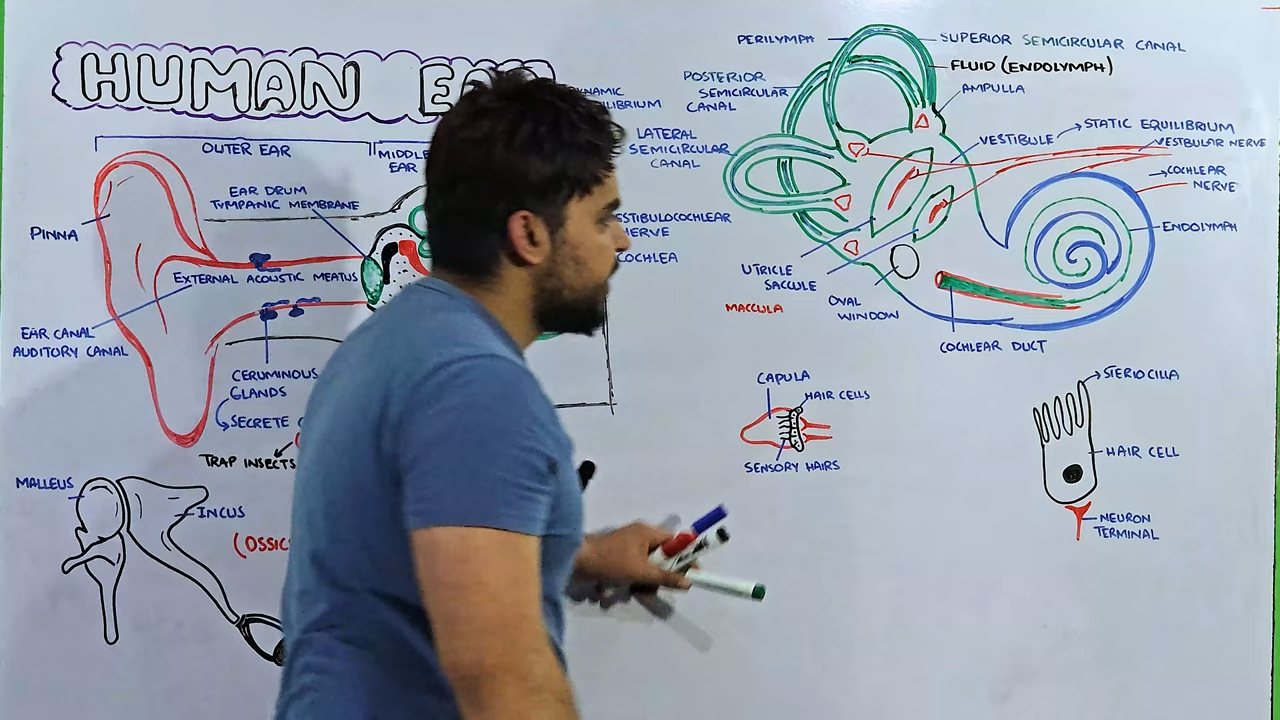 HUMAN
OUTER EAR
MIDDLE
EAR
EAR DRUM
TYMPANIC MEMBRANE
PINNA
EXTERNAL ACOUSTIC MEATUS
EAR CANAL
AUDITORY CANAL
CERUMINOUS
GLANDS
SECRETE
TRAP INSECTS
MALLEUS
INCUS
PERILYMPH
SUPERIOR SEMICIRCULAR CANAL
FLUID (ENDOLYMPH)
AMPULLA
POSTERIOR
SEMICIRCULAR
CANAL
LATERAL
SEMICIRCULAR
CANAL
VESTIBULE
STATIC EQUILIBRIUM
VESTBULAR NERVE
COCHLEAR
NERVE
ENDOLYMPH
UTRICLE
SACCULE
MACCULA
OVAL
WINDOW
COCHLEAR DUCT
CAPULA
HAIR CELLS
SENSORY HAIRS
STERIOCILLA
HAIR CELL
NEURON
TERMINAL